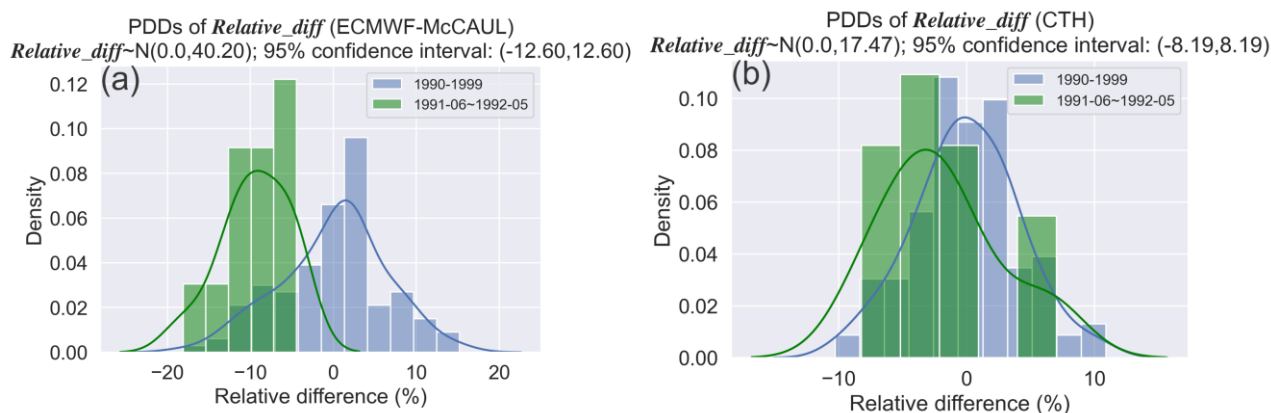 PDDs of Relative_diff (ECMWF-McCAUL)
Relative_diff~N(0.0,40.20); 95% confidence interval: (-12.60,12.60)
(a)
1990-1999
1991-06~1992-05
0.12
0.10
0.08
0.06
0.04
0.02
0.00
Density
−20 −10 0 10 20
Relative difference (%)
PDDs of Relative_diff (CTH)
Relative_diff~N(0.0,17.47); 95% confidence interval: (-8.19,8.19)
(b)
1990-1999
1991-06~1992-05
0.10
0.08
0.06
0.04
0.02
0.00
Density
−10 0 10
Relative difference (%)